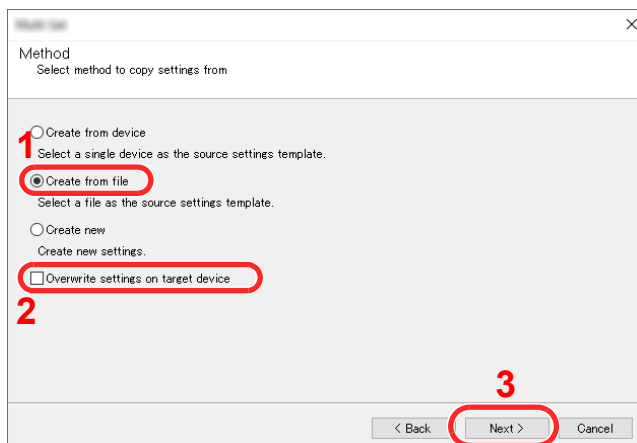 Method
Select method to copy settings from
1
Create from device
Select a single device as the source settings template.
Create from file
Select a file as the source settings template.
Create new
Create new settings.
Overwrite settings on target device
2
3
< Back Next > Cancel